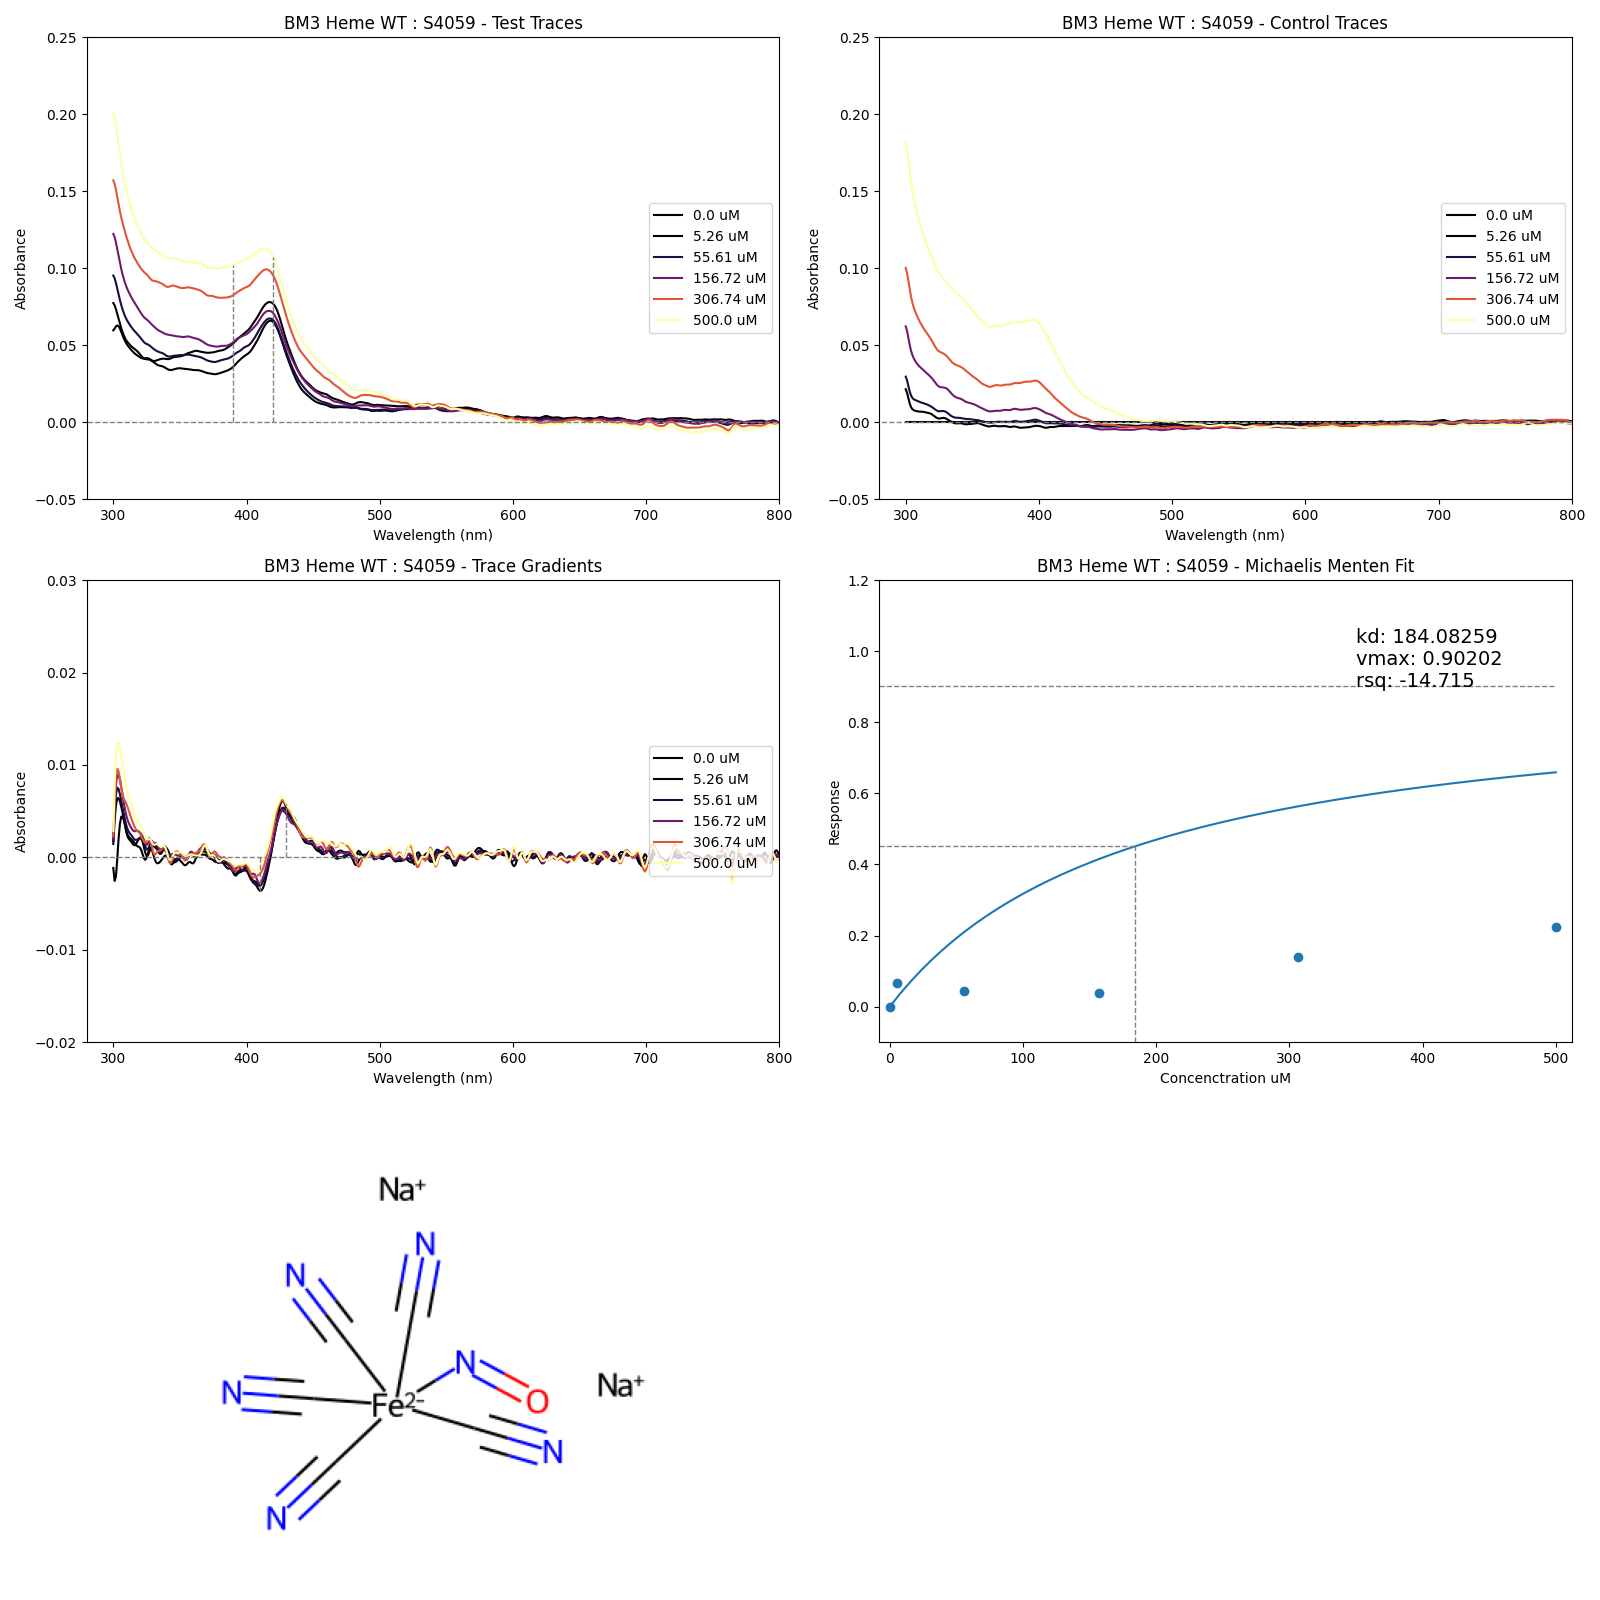 BM3 Heme WT : S4059 - Test Traces
Absorbance
0.25
0.20
0.15
0.10
0.05
0.00
−0.05
0.0 uM
5.26 uM
55.61 uM
156.72 uM
306.74 uM
500.0 uM
300 400 500 600 700 800
Wavelength (nm)
BM3 Heme WT : S4059 - Control Traces
Absorbance
0.25
0.20
0.15
0.10
0.05
0.00
−0.05
0.0 uM
5.26 uM
55.61 uM
156.72 uM
306.74 uM
500.0 uM
300 400 500 600 700 800
Wavelength (nm)
BM3 Heme WT : S4059 - Trace Gradients
Absorbance
0.03
0.02
0.01
0.00
−0.01
−0.02
0.0 uM
5.26 uM
55.61 uM
156.72 uM
306.74 uM
500.0 uM
300 400 500 600 700 800
Wavelength (nm)
BM3 Heme WT : S4059 - Michaelis Menten Fit
Response
1.2
1.0
0.8
0.6
0.4
0.2
0.0
kd: 184.08259
vmax: 0.90202
rsq: -14.715
0 100 200 300 400 500
Concenctration uM
Na⁺
N
N
N
N
O
Na⁺
Fe²⁻
N
N